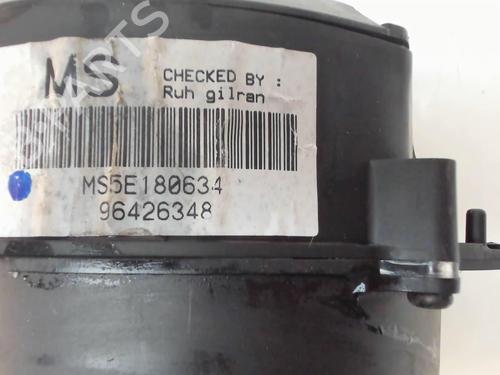 MS
CHECKED BY :
Ruh gilran
MS5E180634
96426348